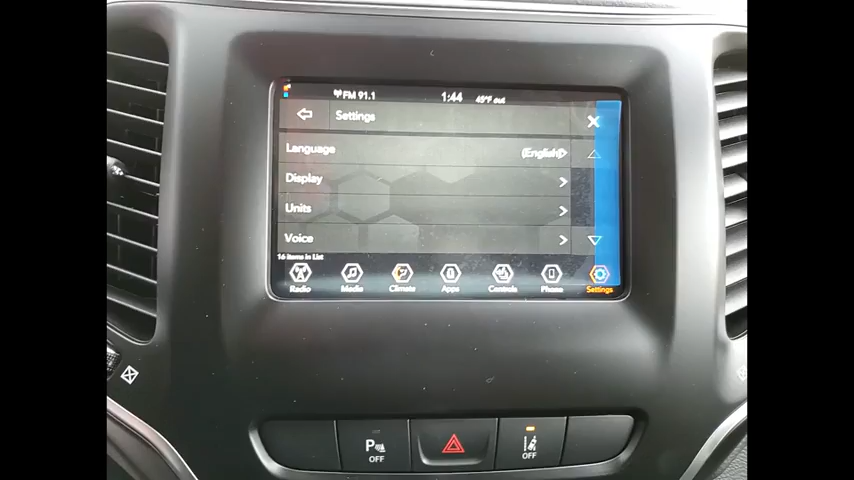 FM 91.1 1:44 45°F out
Settings
Language (English)
Display
Units
Voice
16 Items in List
Radio Media Climate Apps Controls Phone Settings
P OFF
OFF